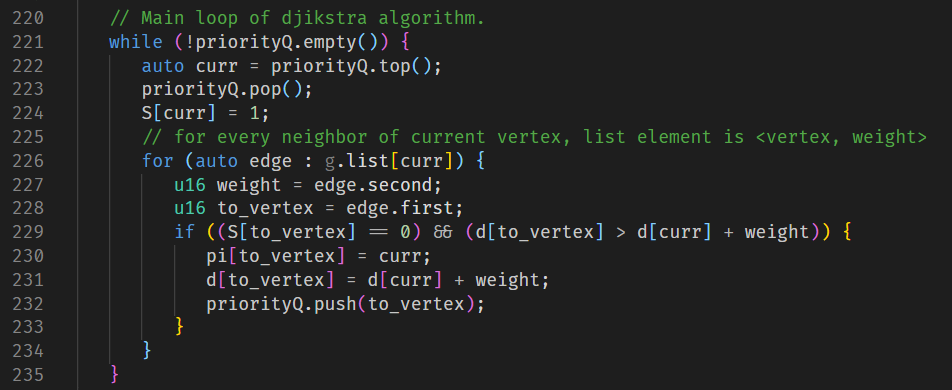 220 // Main loop of djikstra algorithm.
221 while (!priorityQ.empty()) {
222 auto curr = priorityQ.top();
223 priorityQ.pop();
224 S[curr] = 1;
225 // for every neighbor of current vertex, list element is <vertex, weight>
226 for (auto edge : g.list[curr]) {
227 u16 weight = edge.second;
228 u16 to_vertex = edge.first;
229 if ((S[to_vertex] == 0) && (d[to_vertex] > d[curr] + weight)) {
230 pi[to_vertex] = curr;
231 d[to_vertex] = d[curr] + weight;
232 priorityQ.push(to_vertex);
233 }
234 }
235 }